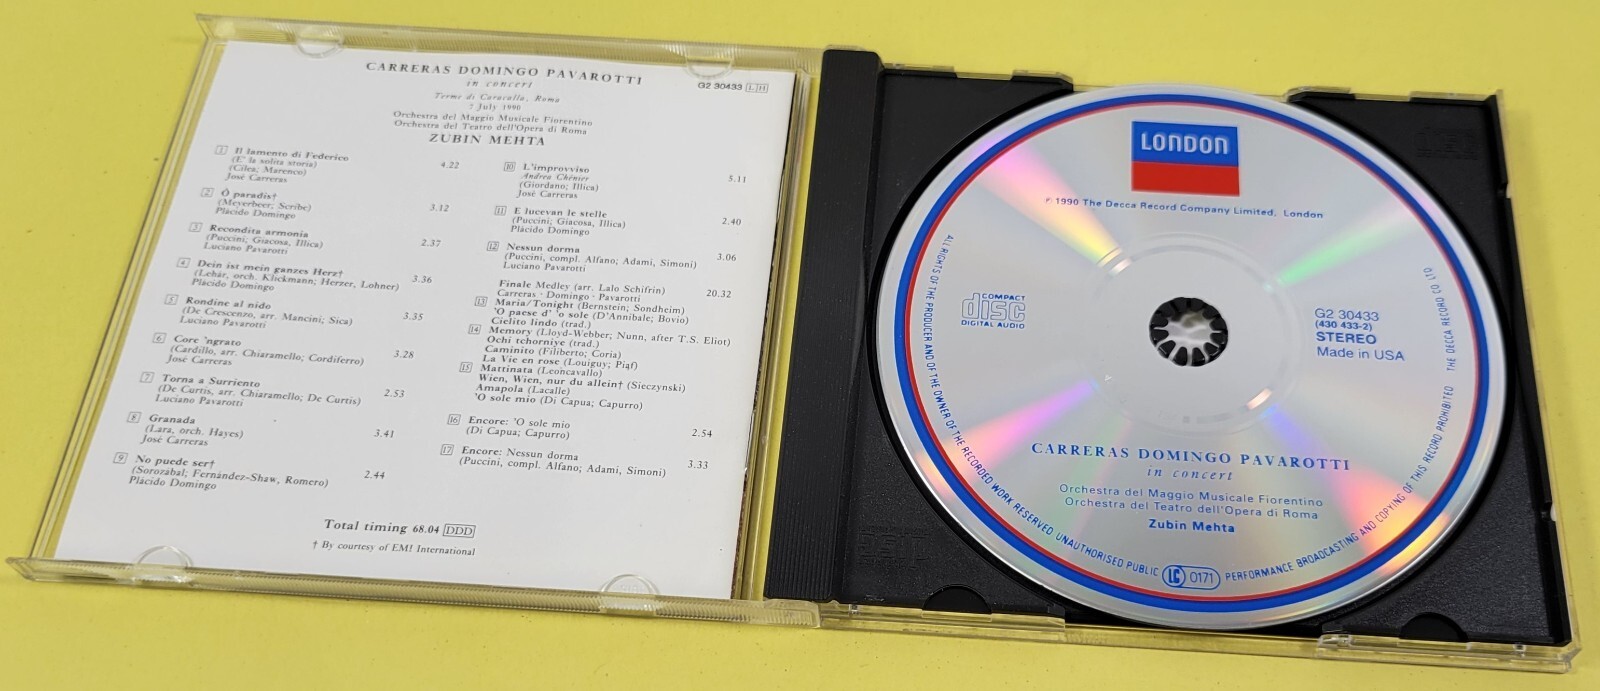 CARRERAS DOMINGO PAVAROTTI
in concert
G2 30433 LH
Terme di Caracalla, Roma
7 July 1990
Orchestra del Maggio Musicale Fiorentino
Orchestra del Teatro dell'Opera di Roma
ZUBIN MEHTA
1 Il lamento di Federico
(E' la solita storia)
(Cilea; Marenco) 4.22
José Carreras
2 Ò paradis†
(Meyerbeer; Scribe) 3.12
Plácido Domingo
3 Recondita armonia
(Puccini; Giacosa, Illica) 2.37
Luciano Pavarotti
4 Dein ist mein ganzes Herz†
(Lehár, orch. Klickmann; Herzer, Lohner) 3.36
Plácido Domingo
5 Rondine al nido
(De Crescenzo, arr. Mancini; Sica) 3.35
Luciano Pavarotti
6 Core 'ngrato
(Cardillo, arr. Chiaramello; Cordiferro) 3.28
José Carreras
7 Torna a Surriento
(De Curtis, arr. Chiaramello; De Curtis) 2.53
Luciano Pavarotti
8 Granada
(Lara, orch. Hayes) 3.41
José Carreras
9 No puede ser†
(Sorozábal; Fernández-Shaw, Romero) 2.44
Plácido Domingo
10 L'improvviso
Andrea Chénier 5.11
(Giordano; Illica)
José Carreras
11 E lucevan le stelle
(Puccini; Giacosa, Illica) 2.40
Plácido Domingo
12 Nessun dorma
(Puccini, compl. Alfano; Adami, Simoni) 3.06
Luciano Pavarotti
Finale Medley (arr. Lalo Schifrin) 20.32
Carreras · Domingo · Pavarotti
13 Maria/Tonight (Bernstein; Sondheim)
'O paese d' 'o sole (D'Annibale; Bovio)
Cielito lindo (trad.)
14 Memory (Lloyd-Webber; Nunn, after T.S. Eliot)
Ochi tchorniye (trad.)
Caminito (Filiberto; Coria)
La Vie en rose (Louiguy; Piaf)
15 Mattinata (Leoncavallo)
Wien, Wien, nur du allein† (Sieczynski)
Amapola (Lacalle)
'O sole mio (Di Capua; Capurro)
16 Encore: 'O sole mio
(Di Capua; Capurro) 2.54
17 Encore: Nessun dorma
(Puccini, compl. Alfano; Adami, Simoni) 3.33
Total timing 68.04 DDD
† By courtesy of EMI International
LONDON
℗ 1990 The Decca Record Company Limited, London
COMPACT
disc
DIGITAL AUDIO
G2 30433
(430 433-2)
STEREO
Made in USA
CARRERAS DOMINGO PAVAROTTI
in concert
Orchestra del Maggio Musicale Fiorentino
Orchestra del Teatro dell'Opera di Roma
Zubin Mehta
ALL RIGHTS OF THE PRODUCER AND OF THE OWNER OF THE RECORDED WORK RESERVED UNAUTHORISED PUBLIC LC 0171 PERFORMANCE BROADCASTING AND COPYING OF THIS RECORD PROHIBITED THE DECCA RECORD CO. LTD.